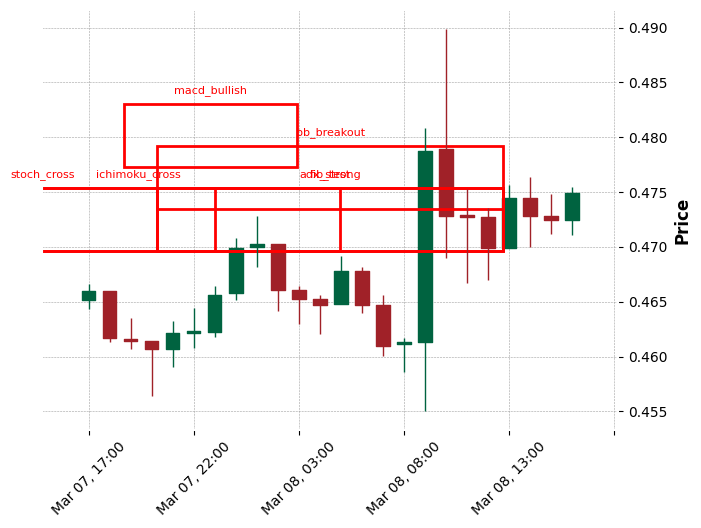 0.490
0.485
macd_bullish
0.480
bb_breakout
stoch_cross
ichimoku_cross
0.475
0.470
0.465
0.460
0.455
Price
Mar 07, 17:00
Mar 07, 22:00
Mar 08, 03:00
Mar 08, 08:00
Mar 08, 13:00